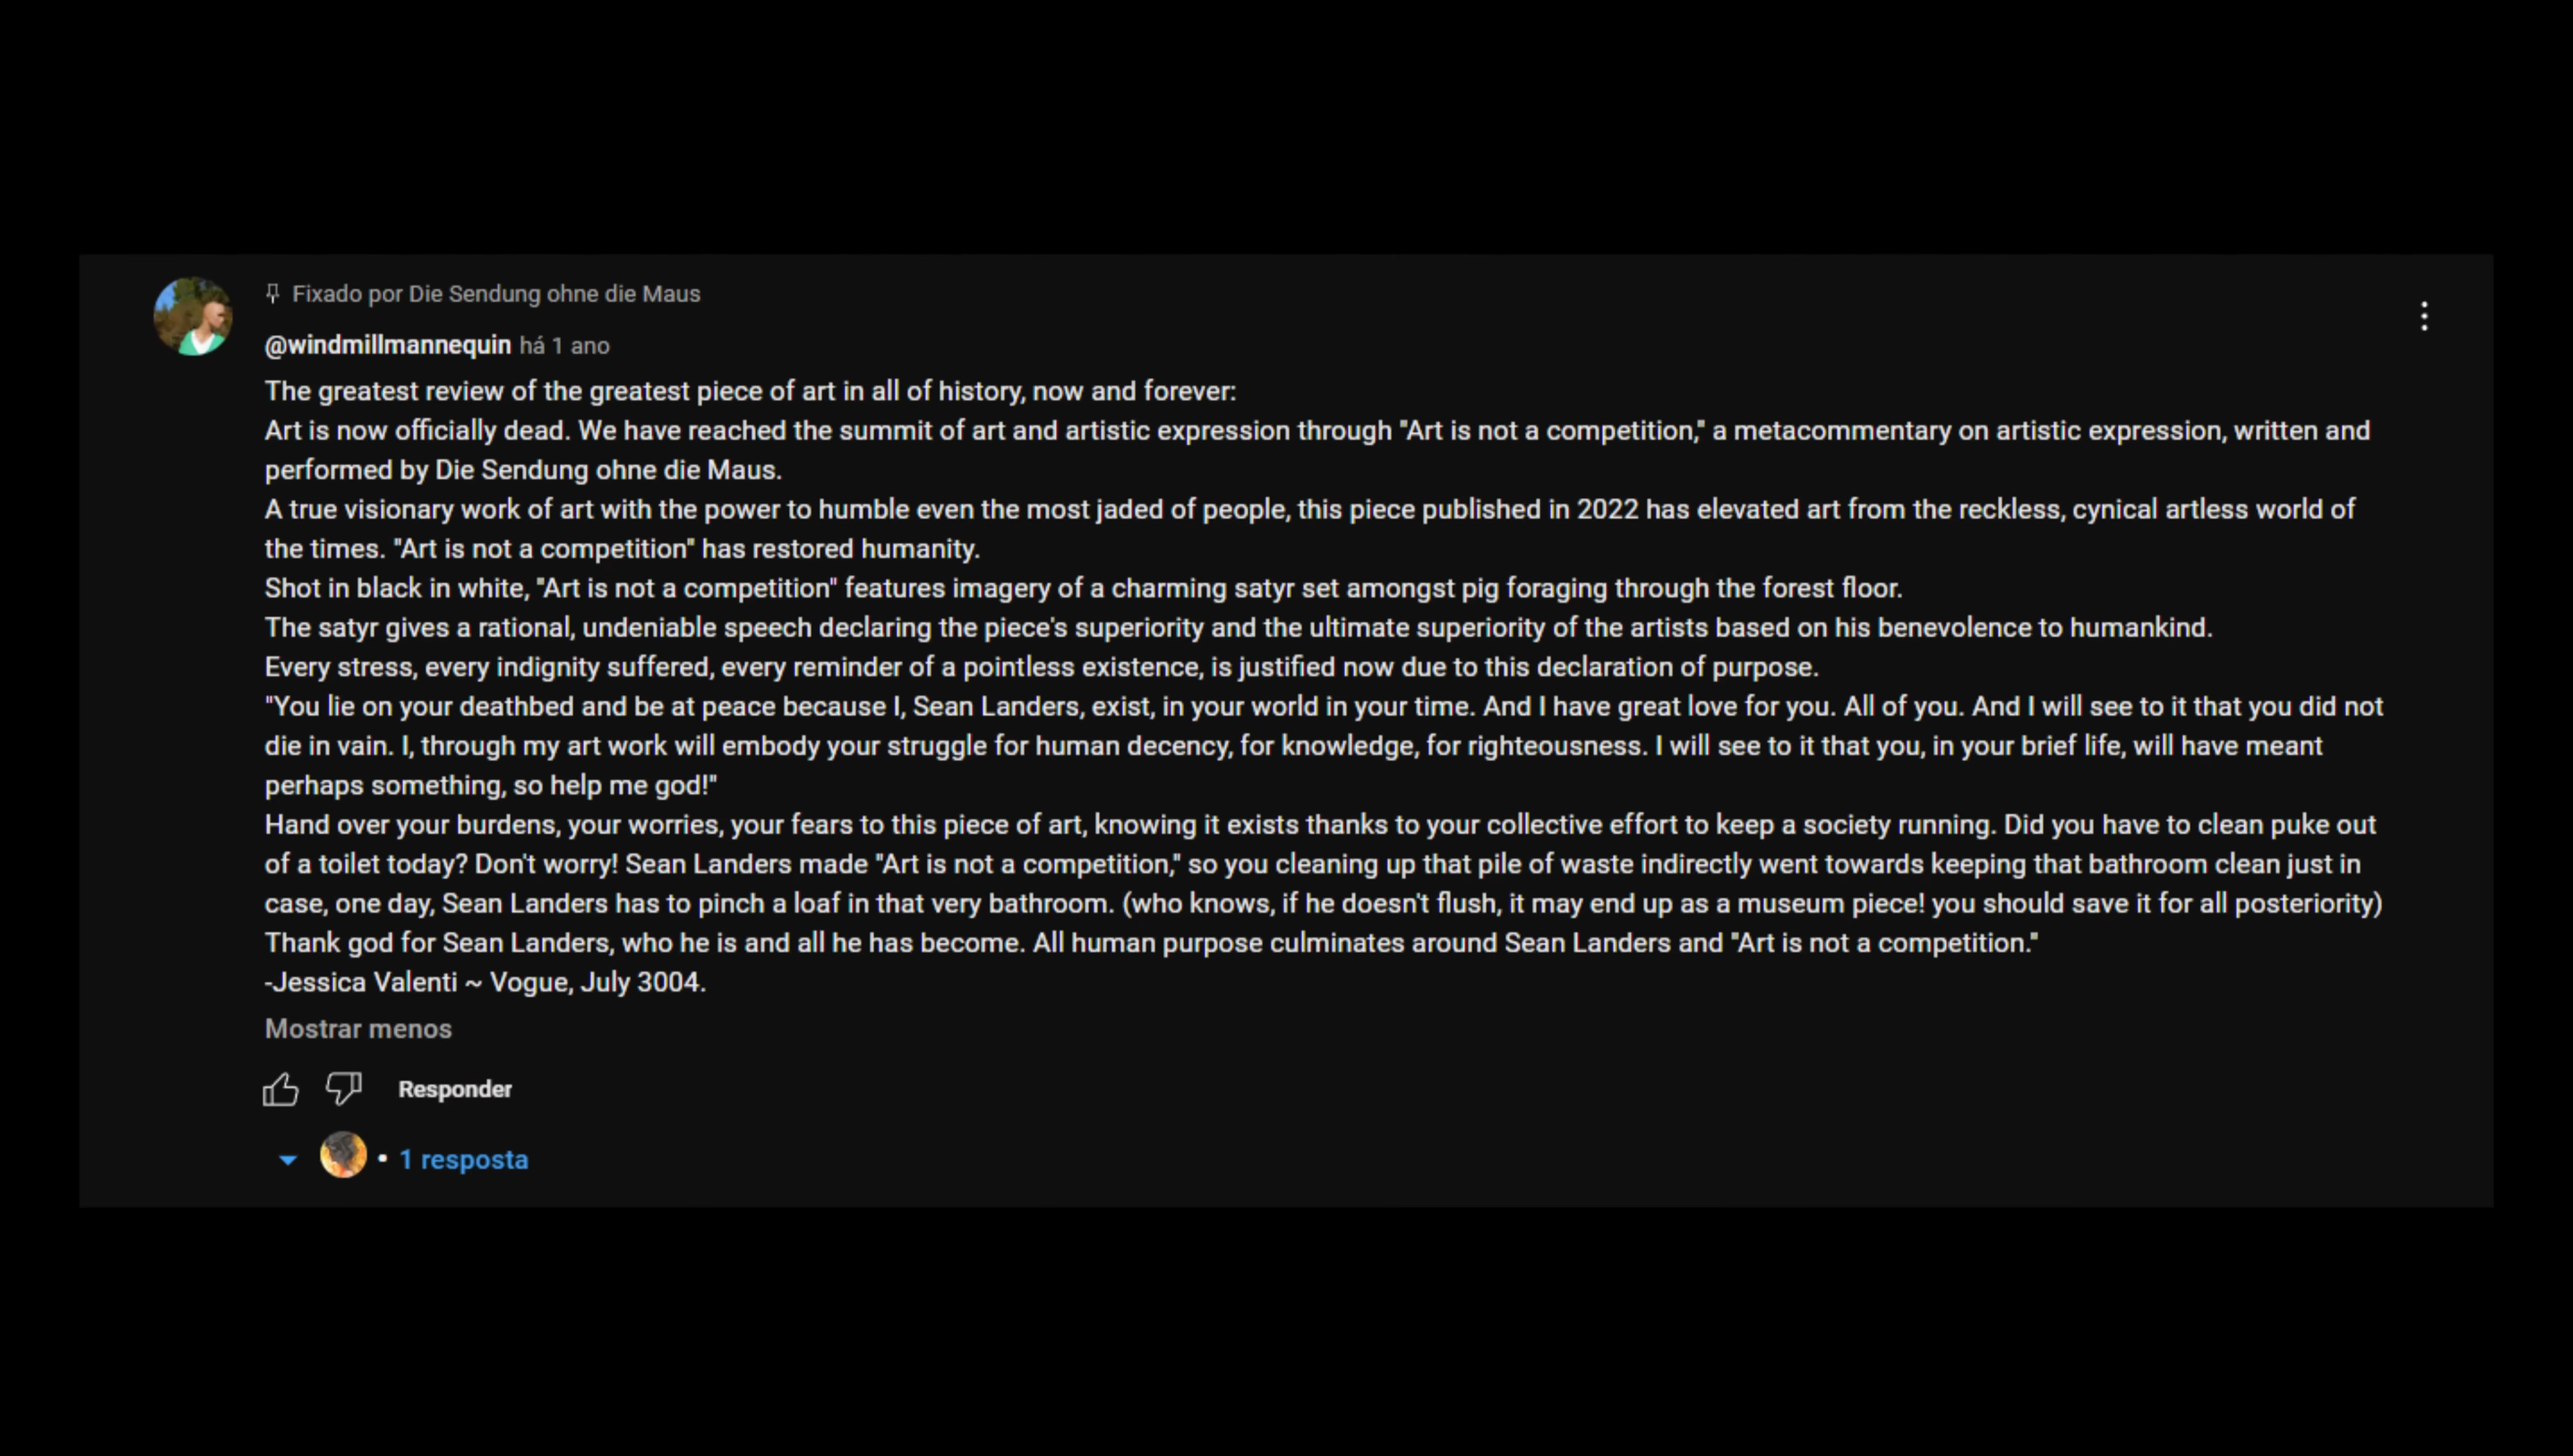 Fixado por Die Sendung ohne die Maus
@windmillmannequin há 1 ano
The greatest review of the greatest piece of art in all of history, now and forever:
Art is now officially dead. We have reached the summit of art and artistic expression through "Art is not a competition," a metacommentary on artistic expression, written and
performed by Die Sendung ohne die Maus.
A true visionary work of art with the power to humble even the most jaded of people, this piece published in 2022 has elevated art from the reckless, cynical artless world of
the times. "Art is not a competition" has restored humanity.
Shot in black in white, "Art is not a competition" features imagery of a charming satyr set amongst pig foraging through the forest floor.
The satyr gives a rational, undeniable speech declaring the piece's superiority and the ultimate superiority of the artists based on his benevolence to humankind.
Every stress, every indignity suffered, every reminder of a pointless existence, is justified now due to this declaration of purpose.
"You lie on your deathbed and be at peace because I, Sean Landers, exist, in your world in your time. And I have great love for you. All of you. And I will see to it that you did not
die in vain. I, through my art work will embody your struggle for human decency, for knowledge, for righteousness. I will see to it that you, in your brief life, will have meant
perhaps something, so help me god!"
Hand over your burdens, your worries, your fears to this piece of art, knowing it exists thanks to your collective effort to keep a society running. Did you have to clean puke out
of a toilet today? Don't worry! Sean Landers made "Art is not a competition," so you cleaning up that pile of waste indirectly went towards keeping that bathroom clean just in
case, one day, Sean Landers has to pinch a loaf in that very bathroom. (who knows, if he doesn't flush, it may end up as a museum piece! you should save it for all posteriority)
Thank god for Sean Landers, who he is and all he has become. All human purpose culminates around Sean Landers and "Art is not a competition."
-Jessica Valenti ~ Vogue, July 3004.
Mostrar menos
Responder
• 1 resposta